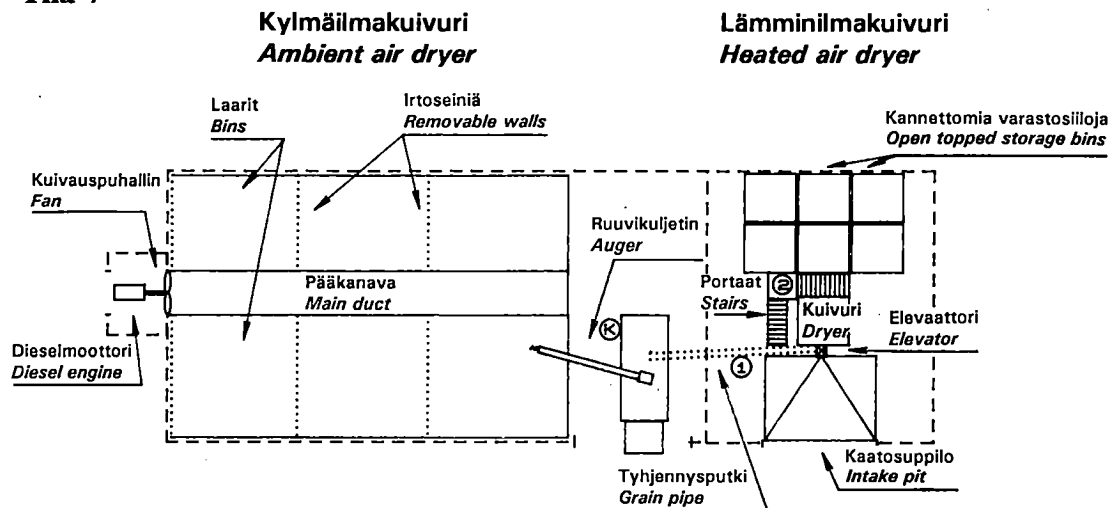 Kylmäilmakuivuri
Ambient air dryer
Lämminilmakuivuri
Heated air dryer
Laarit
Bins
Irtoseiniä
Removable walls
Kannettomia varastosiiloja
Open topped storage bins
Kuivauspuhallin
Fan
Ruuvikuljetin
Auger
Pääkanava
Main duct
Portaat
Stairs
2
Kuivuri
Dryer
Elevaattori
Elevator
K
1
Dieselmoottori
Diesel engine
Tyhjennysputki
Grain pipe
Kaatosuppilo
Intake pit